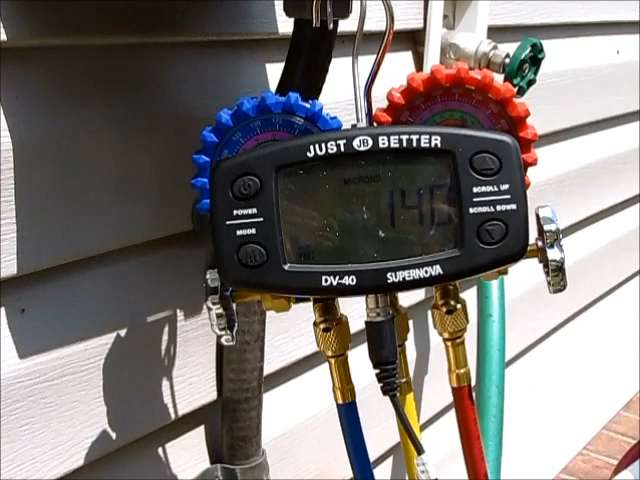 JUST JB BETTER
MICRONS
140
POWER
MODE
M
SCROLL UP
SCROLL DOWN
DV-40 SUPERNOVA